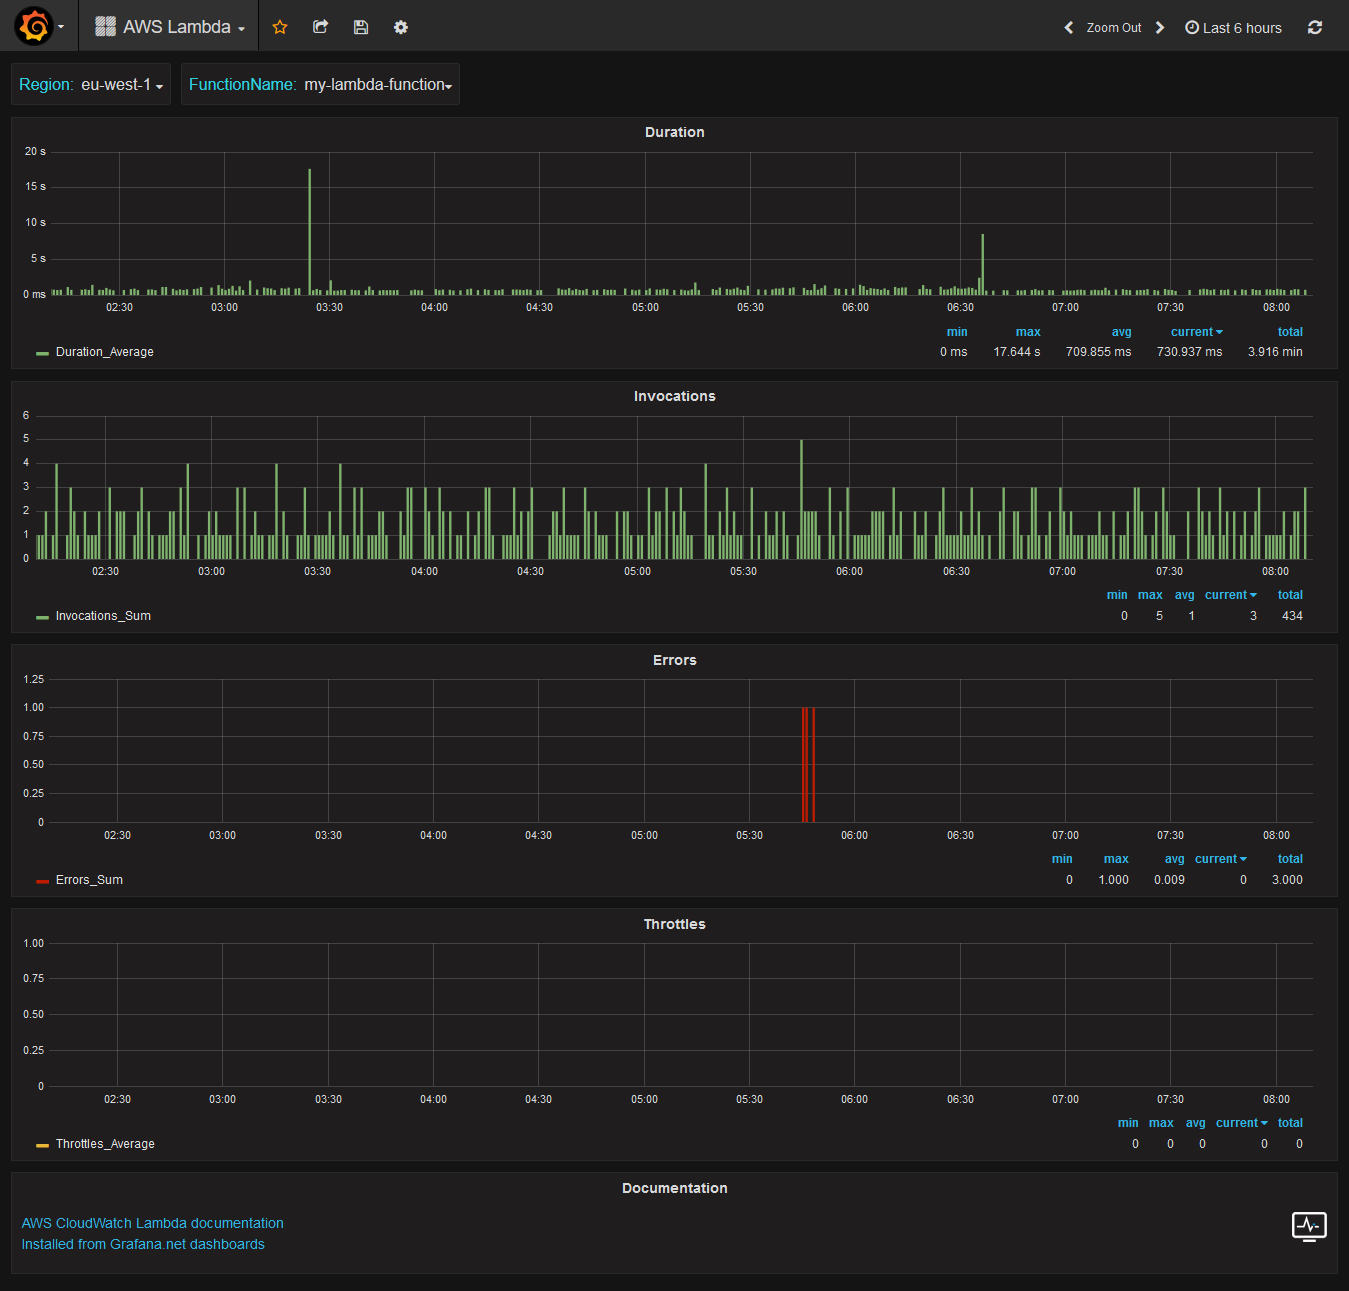 AWS Lambda Zoom Out Last 6 hours
Region: eu-west-1 FunctionName: my-lambda-function
Duration
20 s
15 s
10 s
5 s
0 ms
02:30 03:00 03:30 04:00 04:30 05:00 05:30 06:00 06:30 07:00 07:30 08:00
min max avg current total
Duration_Average 0 ms 17.644 s 709.855 ms 730.937 ms 3.916 min
Invocations
6
5
4
3
2
1
0
02:30 03:00 03:30 04:00 04:30 05:00 05:30 06:00 06:30 07:00 07:30 08:00
min max avg current total
Invocations_Sum 0 5 1 3 434
Errors
1.25
1.00
0.75
0.50
0.25
0
02:30 03:00 03:30 04:00 04:30 05:00 05:30 06:00 06:30 07:00 07:30 08:00
min max avg current total
Errors_Sum 0 1.000 0.009 0 3.000
Throttles
1.00
0.75
0.50
0.25
0
02:30 03:00 03:30 04:00 04:30 05:00 05:30 06:00 06:30 07:00 07:30 08:00
min max avg current total
Throttles_Average 0 0 0 0 0
Documentation
AWS CloudWatch Lambda documentation
Installed from Grafana.net dashboards